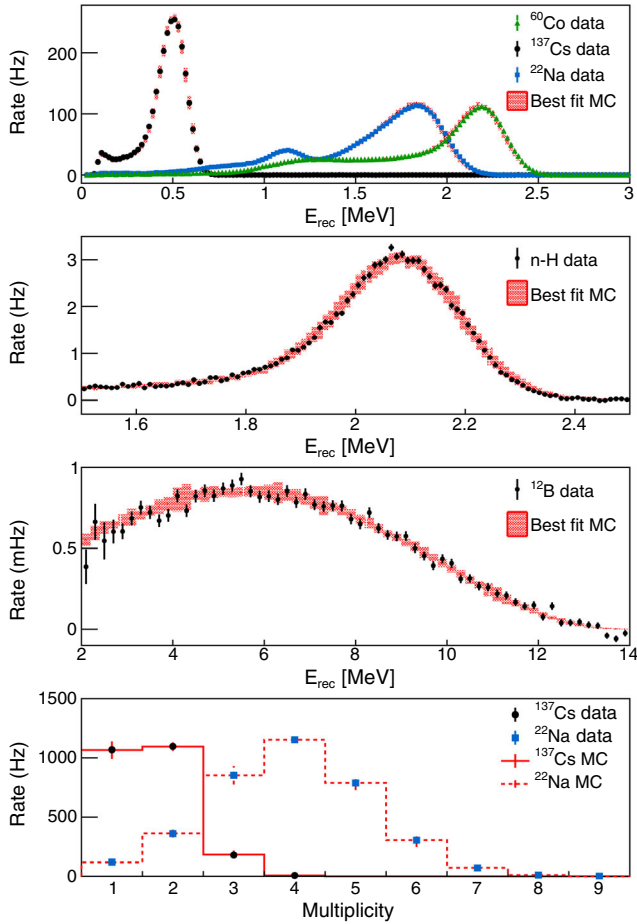 Rate (Hz)
200
100
0
⁶⁰Co data
¹³⁷Cs data
²²Na data
Best fit MC
0 0.5 1 1.5 2 2.5 3
E_rec [MeV]
Rate (Hz)
3
2
1
0
n-H data
Best fit MC
1.6 1.8 2 2.2 2.4
E_rec [MeV]
Rate (mHz)
1
0.5
0
¹²B data
Best fit MC
2 4 6 8 10 12 14
E_rec [MeV]
Rate (Hz)
1500
1000
500
0
¹³⁷Cs data
²²Na data
¹³⁷Cs MC
²²Na MC
1 2 3 4 5 6 7 8 9
Multiplicity